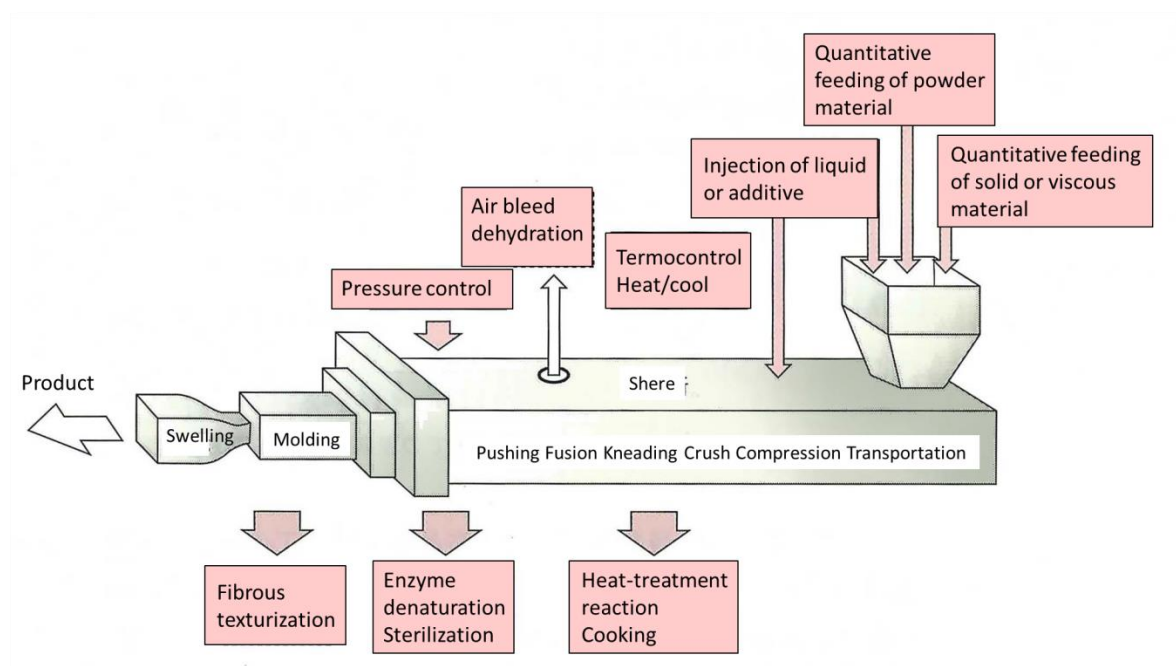 Quantitative
feeding of powder
material
Injection of liquid
or additive
Quantitative feeding
of solid or viscous
material
Air bleed
dehydration
Termocontrol
Heat/cool
Pressure control
Product
Shere
Swelling
Molding
Pushing Fusion Kneading Crush Compression Transportation
Fibrous
texturization
Enzyme
denaturation
Sterilization
Heat-treatment
reaction
Cooking